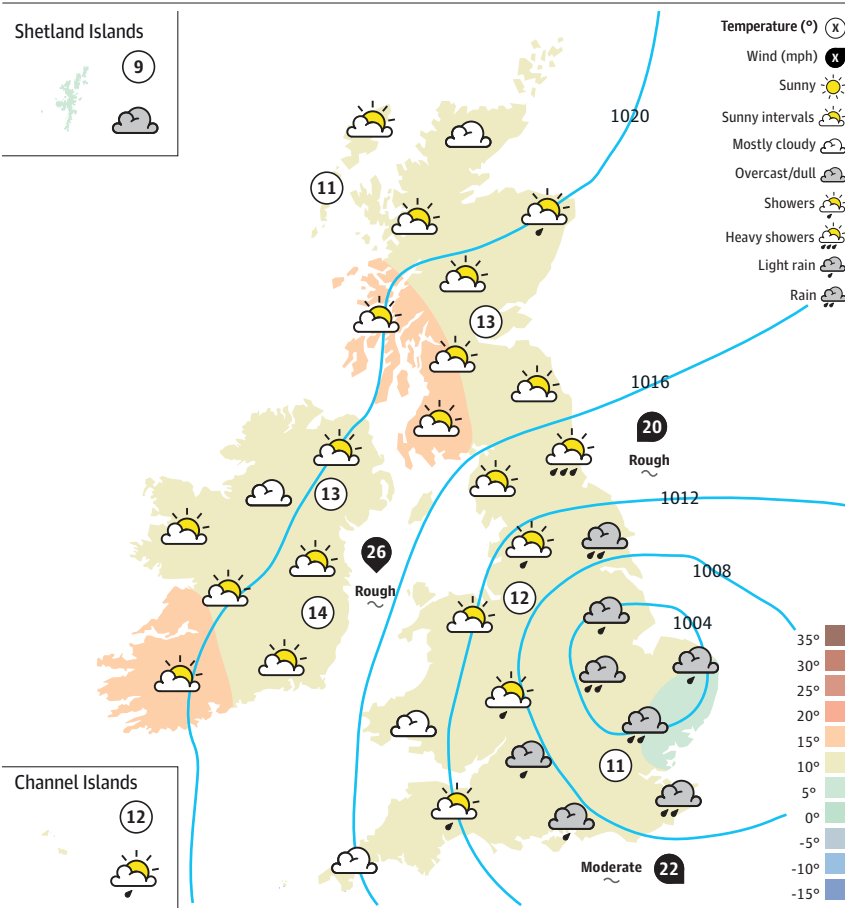 Shetland Islands
9
Temperature (°) X
Wind (mph) X
Sunny
Sunny intervals
Mostly cloudy
Overcast/dull
Showers
Heavy showers
Light rain
Rain
1020
11
13
1016
20
Rough
13
1012
26
Rough
1008
12
14
1004
11
35°
30°
25°
20°
15°
10°
5°
0°
-5°
-10°
-15°
Channel Islands
12
Moderate 22